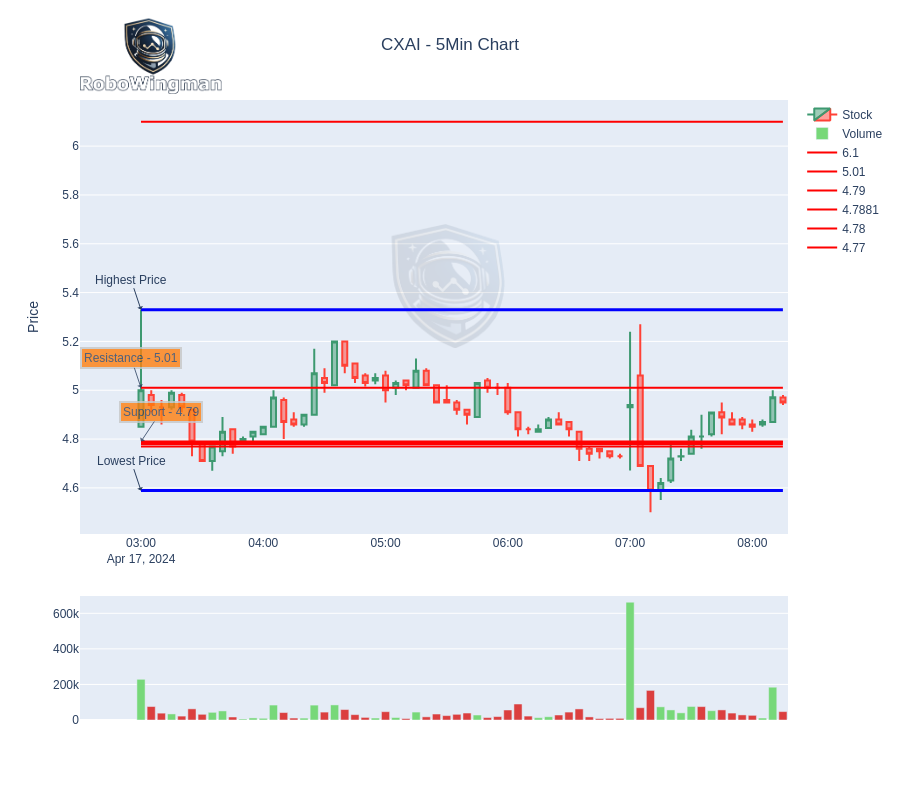 CXAI - 5Min Chart
RoboWingman
Stock
Volume
6.1
5.01
4.79
4.7881
4.78
4.77
Price
6
5.8
5.6
5.4
5.2
5
4.8
4.6
Highest Price
Resistance - 5.01
Support - 4.79
Lowest Price
03:00
04:00
05:00
06:00
07:00
08:00
Apr 17, 2024
600k
400k
200k
0